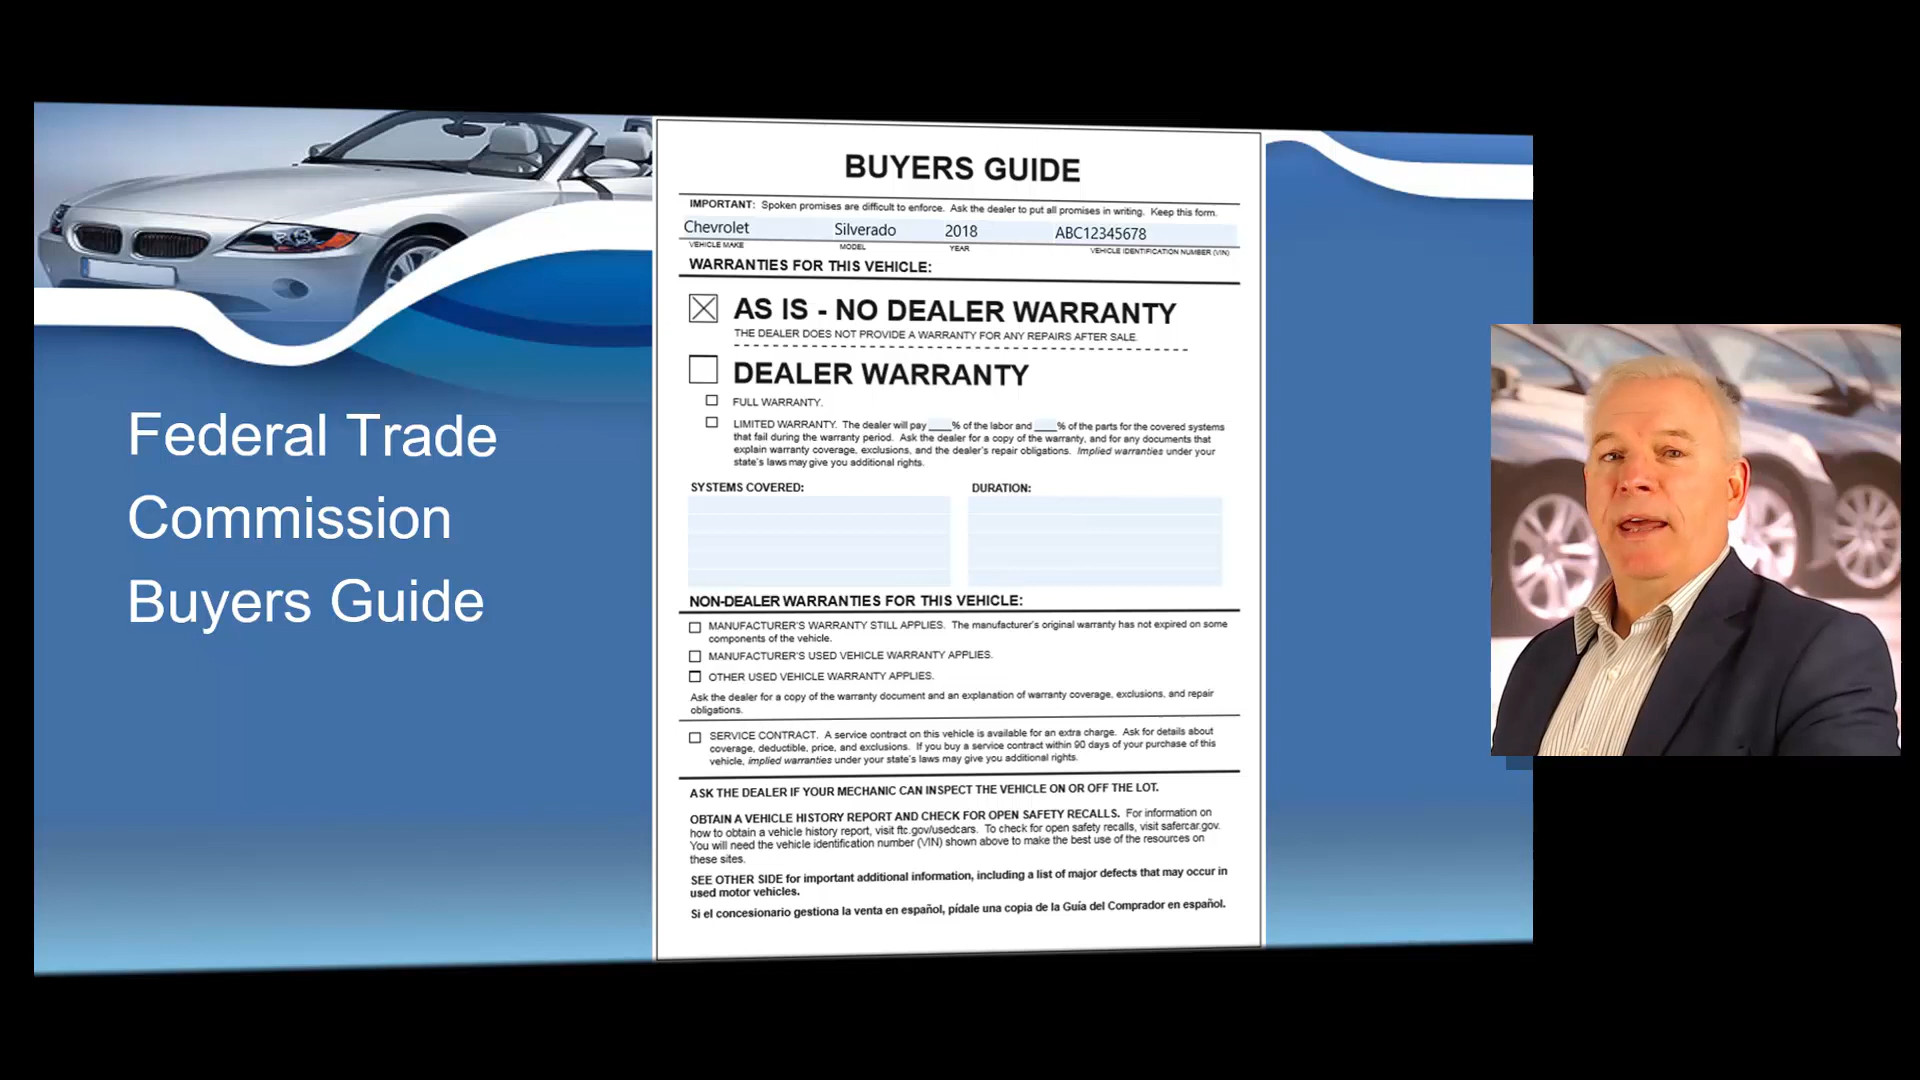 Federal Trade
Commission
Buyers Guide
BUYERS GUIDE
IMPORTANT: Spoken promises are difficult to enforce. Ask the dealer to put all promises in writing. Keep this form.
Chevrolet Silverado 2018 ABC12345678
VEHICLE MAKE MODEL YEAR VEHICLE IDENTIFICATION NUMBER (VIN)
WARRANTIES FOR THIS VEHICLE:
AS IS - NO DEALER WARRANTY
THE DEALER DOES NOT PROVIDE A WARRANTY FOR ANY REPAIRS AFTER SALE.
DEALER WARRANTY
FULL WARRANTY.
LIMITED WARRANTY. The dealer will pay ____% of the labor and ____% of the parts for the covered systems
that fail during the warranty period. Ask the dealer for a copy of the warranty, and for any documents that
explain warranty coverage, exclusions, and the dealer's repair obligations. Implied warranties under your
state's laws may give you additional rights.
SYSTEMS COVERED: DURATION:
NON-DEALER WARRANTIES FOR THIS VEHICLE:
MANUFACTURER'S WARRANTY STILL APPLIES. The manufacturer's original warranty has not expired on some
components of the vehicle.
MANUFACTURER'S USED VEHICLE WARRANTY APPLIES.
OTHER USED VEHICLE WARRANTY APPLIES.
Ask the dealer for a copy of the warranty document and an explanation of warranty coverage, exclusions, and repair
obligations.
SERVICE CONTRACT. A service contract on this vehicle is available for an extra charge. Ask for details about
coverage, deductible, price, and exclusions. If you buy a service contract within 90 days of your purchase of this
vehicle, implied warranties under your state's laws may give you additional rights.
ASK THE DEALER IF YOUR MECHANIC CAN INSPECT THE VEHICLE ON OR OFF THE LOT.
OBTAIN A VEHICLE HISTORY REPORT AND CHECK FOR OPEN SAFETY RECALLS. For information on
how to obtain a vehicle history report, visit ftc.gov/usedcars. To check for open safety recalls, visit safercar.gov.
You will need the vehicle identification number (VIN) shown above to make the best use of the resources on
these sites.
SEE OTHER SIDE for important additional information, including a list of major defects that may occur in
used motor vehicles.
Si el concesionario gestiona la venta en español, pídale una copia de la Guía del Comprador en español.